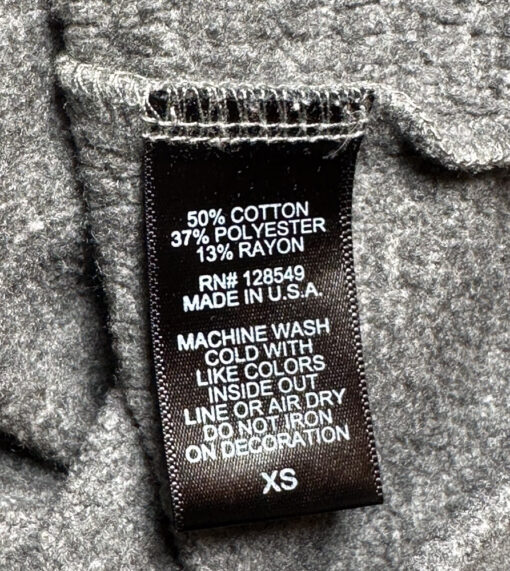 50% COTTON
37% POLYESTER
13% RAYON
RN# 128549
MADE IN U.S.A.
MACHINE WASH
COLD WITH
LIKE COLORS
INSIDE OUT
LINE OR AIR DRY
DO NOT IRON
ON DECORATION
XS